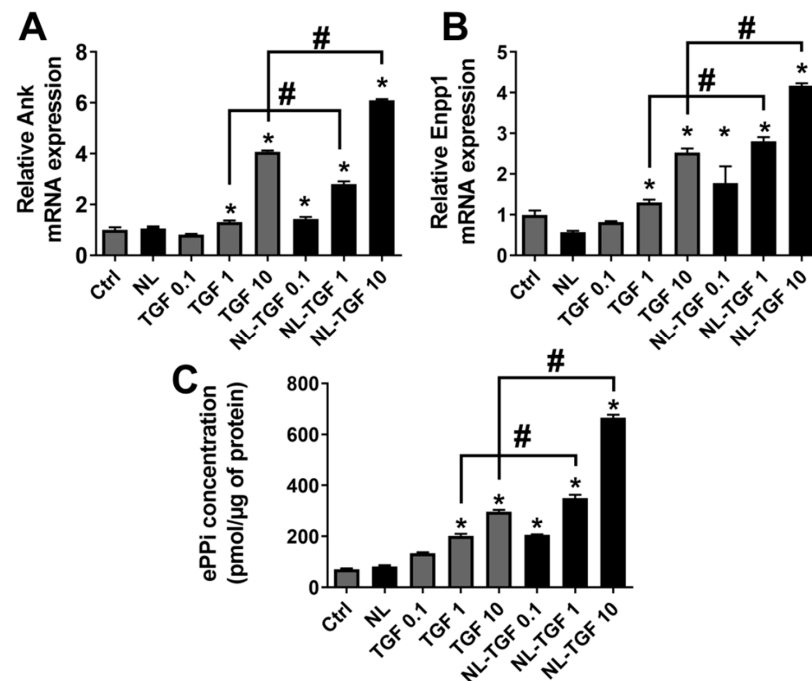 A
Relative Ank
mRNA expression
8
6
4
2
0
#
#
*
*
*
*
*
Ctrl
NL
TGF 0.1
TGF 1
TGF 10
NL-TGF 0.1
NL-TGF 1
NL-TGF 10
B
Relative Enpp1
mRNA expression
5
4
3
2
1
0
#
#
*
*
*
*
*
Ctrl
NL
TGF 0.1
TGF 1
TGF 10
NL-TGF 0.1
NL-TGF 1
NL-TGF 10
C
ePPi concentration
(pmol/µg of protein)
800
600
400
200
0
#
#
*
*
*
*
*
Ctrl
NL
TGF 0.1
TGF 1
TGF 10
NL-TGF 0.1
NL-TGF 1
NL-TGF 10